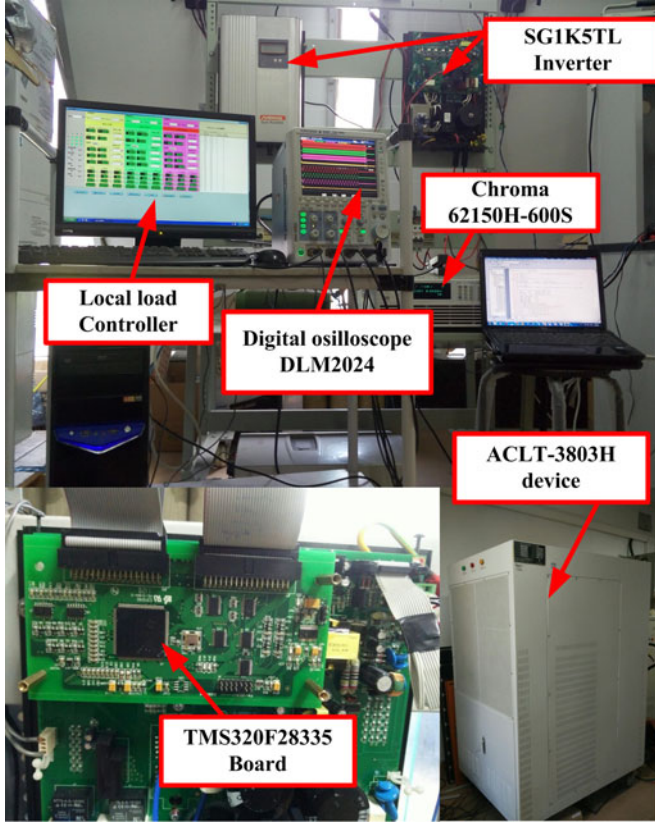 SG1K5TL
Inverter
Chroma
62150H-600S
Local load
Controller
Digital osilloscope
DLM2024
ACLT-3803H
device
TMS320F28335
Board